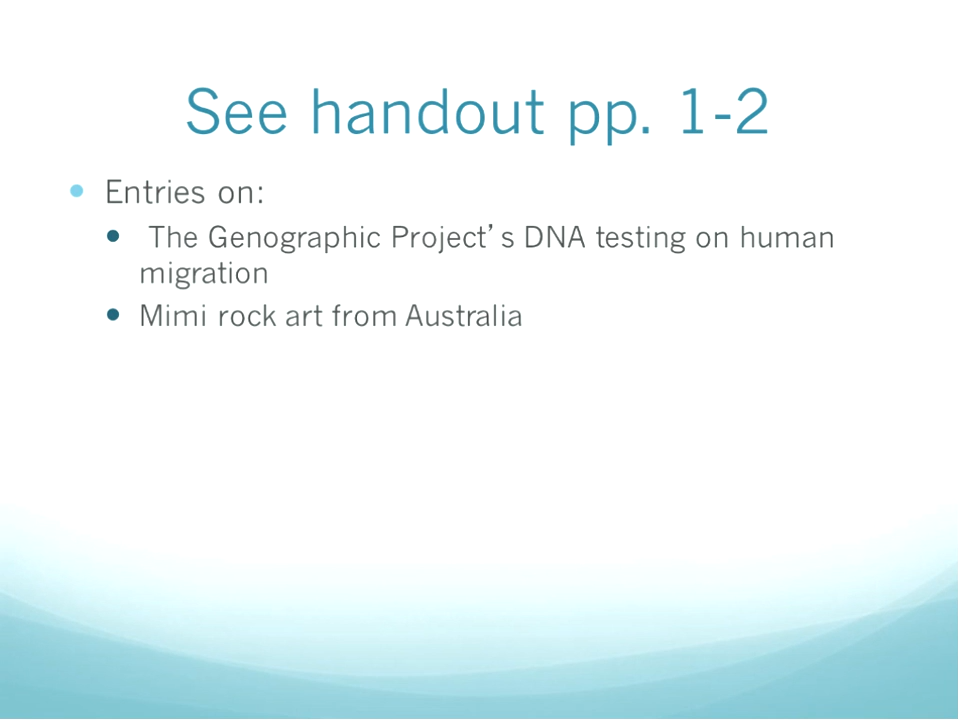 See handout pp. 1-2
• Entries on:
• The Genographic Project’s DNA testing on human
migration
• Mimi rock art from Australia